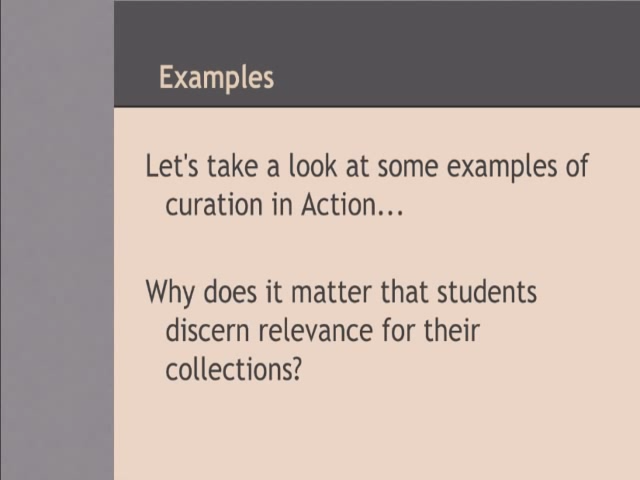 Examples
Let's take a look at some examples of
curation in Action...
Why does it matter that students
discern relevance for their
collections?